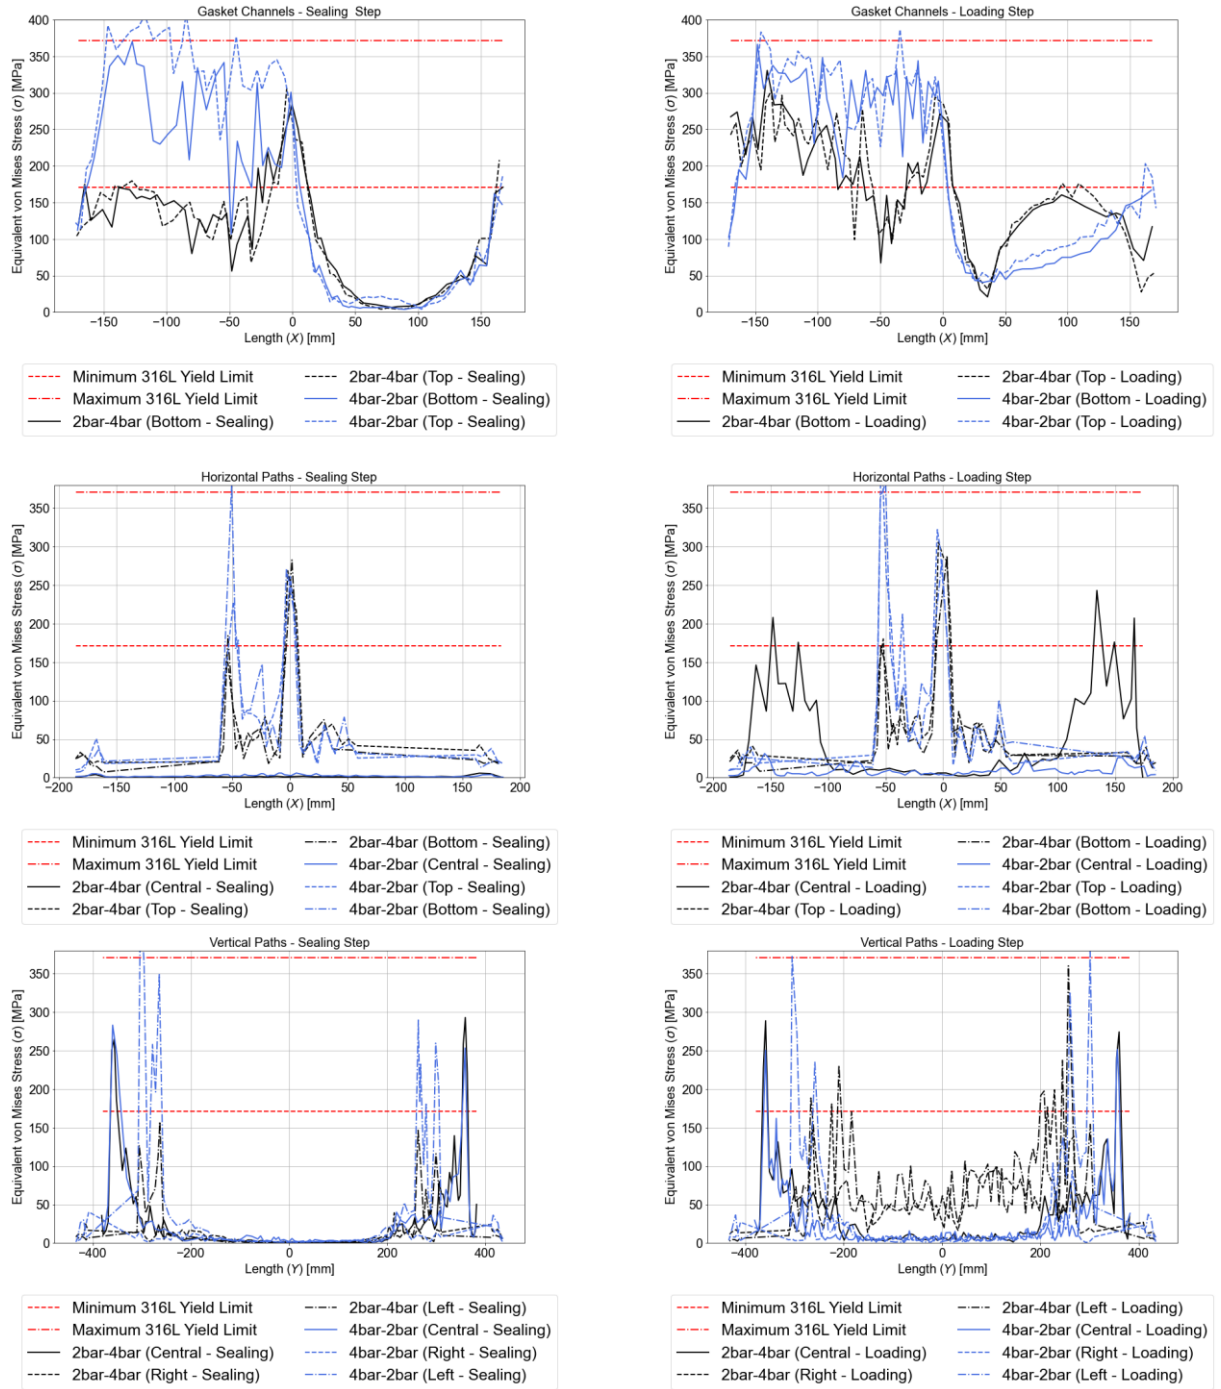 Gasket Channels - Sealing Step
Equivalent von Mises Stress (σ) [MPa]
400
350
300
250
200
150
100
50
0
−150 −100 −50 0 50 100 150
Length (X) [mm]
Minimum 316L Yield Limit
Maximum 316L Yield Limit
2bar-4bar (Bottom - Sealing)
2bar-4bar (Top - Sealing)
4bar-2bar (Bottom - Sealing)
4bar-2bar (Top - Sealing)
Gasket Channels - Loading Step
Equivalent von Mises Stress (σ) [MPa]
400
350
300
250
200
150
100
50
0
−150 −100 −50 0 50 100 150
Length (X) [mm]
Minimum 316L Yield Limit
Maximum 316L Yield Limit
2bar-4bar (Bottom - Loading)
2bar-4bar (Top - Loading)
4bar-2bar (Bottom - Loading)
4bar-2bar (Top - Loading)
Horizontal Paths - Sealing Step
Equivalent von Mises Stress (σ) [MPa]
350
300
250
200
150
100
50
0
−200 −150 −100 −50 0 50 100 150 200
Length (X) [mm]
Minimum 316L Yield Limit
Maximum 316L Yield Limit
2bar-4bar (Central - Sealing)
2bar-4bar (Top - Sealing)
2bar-4bar (Bottom - Sealing)
4bar-2bar (Central - Sealing)
4bar-2bar (Top - Sealing)
4bar-2bar (Bottom - Sealing)
Horizontal Paths - Loading Step
Equivalent von Mises Stress (σ) [MPa]
350
300
250
200
150
100
50
0
−200 −150 −100 −50 0 50 100 150 200
Length (X) [mm]
Minimum 316L Yield Limit
Maximum 316L Yield Limit
2bar-4bar (Central - Loading)
2bar-4bar (Top - Loading)
2bar-4bar (Bottom - Loading)
4bar-2bar (Central - Loading)
4bar-2bar (Top - Loading)
4bar-2bar (Bottom - Loading)
Vertical Paths - Sealing Step
Equivalent von Mises Stress (σ) [MPa]
350
300
250
200
150
100
50
0
−400 −200 0 200 400
Length (Y) [mm]
Minimum 316L Yield Limit
Maximum 316L Yield Limit
2bar-4bar (Central - Sealing)
2bar-4bar (Right - Sealing)
2bar-4bar (Left - Sealing)
4bar-2bar (Central - Sealing)
4bar-2bar (Right - Sealing)
4bar-2bar (Left - Sealing)
Vertical Paths - Loading Step
Equivalent von Mises Stress (σ) [MPa]
350
300
250
200
150
100
50
0
−400 −200 0 200 400
Length (Y) [mm]
Minimum 316L Yield Limit
Maximum 316L Yield Limit
2bar-4bar (Central - Loading)
2bar-4bar (Right - Loading)
2bar-4bar (Left - Loading)
4bar-2bar (Central - Loading)
4bar-2bar (Right - Loading)
4bar-2bar (Left - Loading)